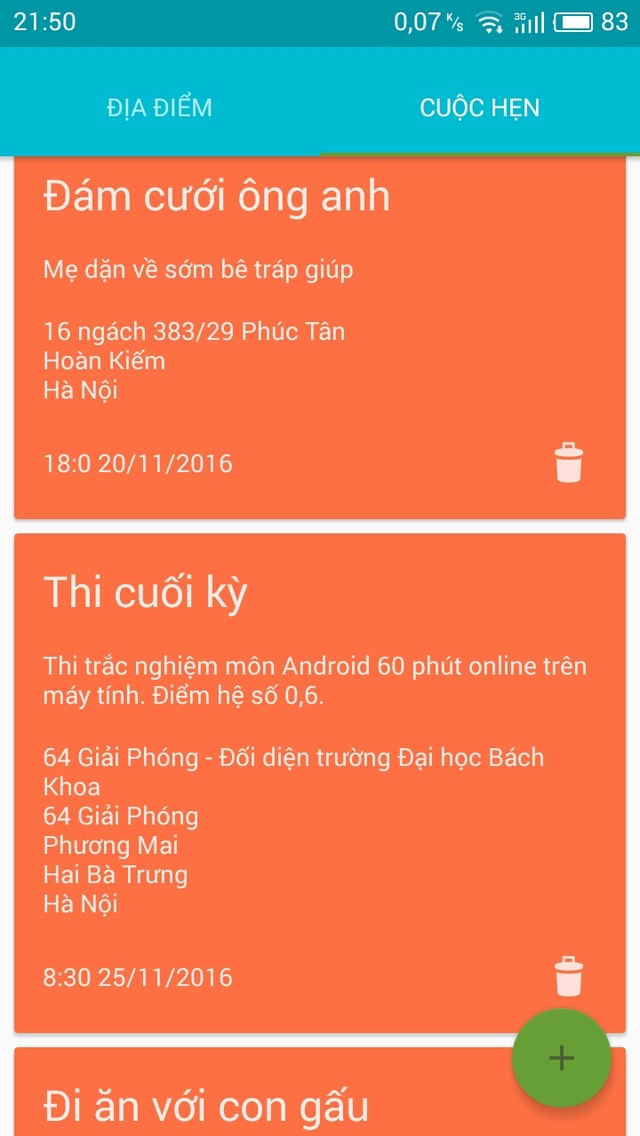 21:50 0,07 K/s 3G 83
ĐỊA ĐIỂM CUỘC HẸN
Đám cưới ông anh
Mẹ dặn về sớm bê tráp giúp
16 ngách 383/29 Phúc Tân
Hoàn Kiếm
Hà Nội
18:0 20/11/2016
Thi cuối kỳ
Thi trắc nghiệm môn Android 60 phút online trên
máy tính. Điểm hệ số 0,6.
64 Giải Phóng - Đối diện trường Đại học Bách
Khoa
64 Giải Phóng
Phương Mai
Hai Bà Trưng
Hà Nội
8:30 25/11/2016
+
Đi ăn với con gấu